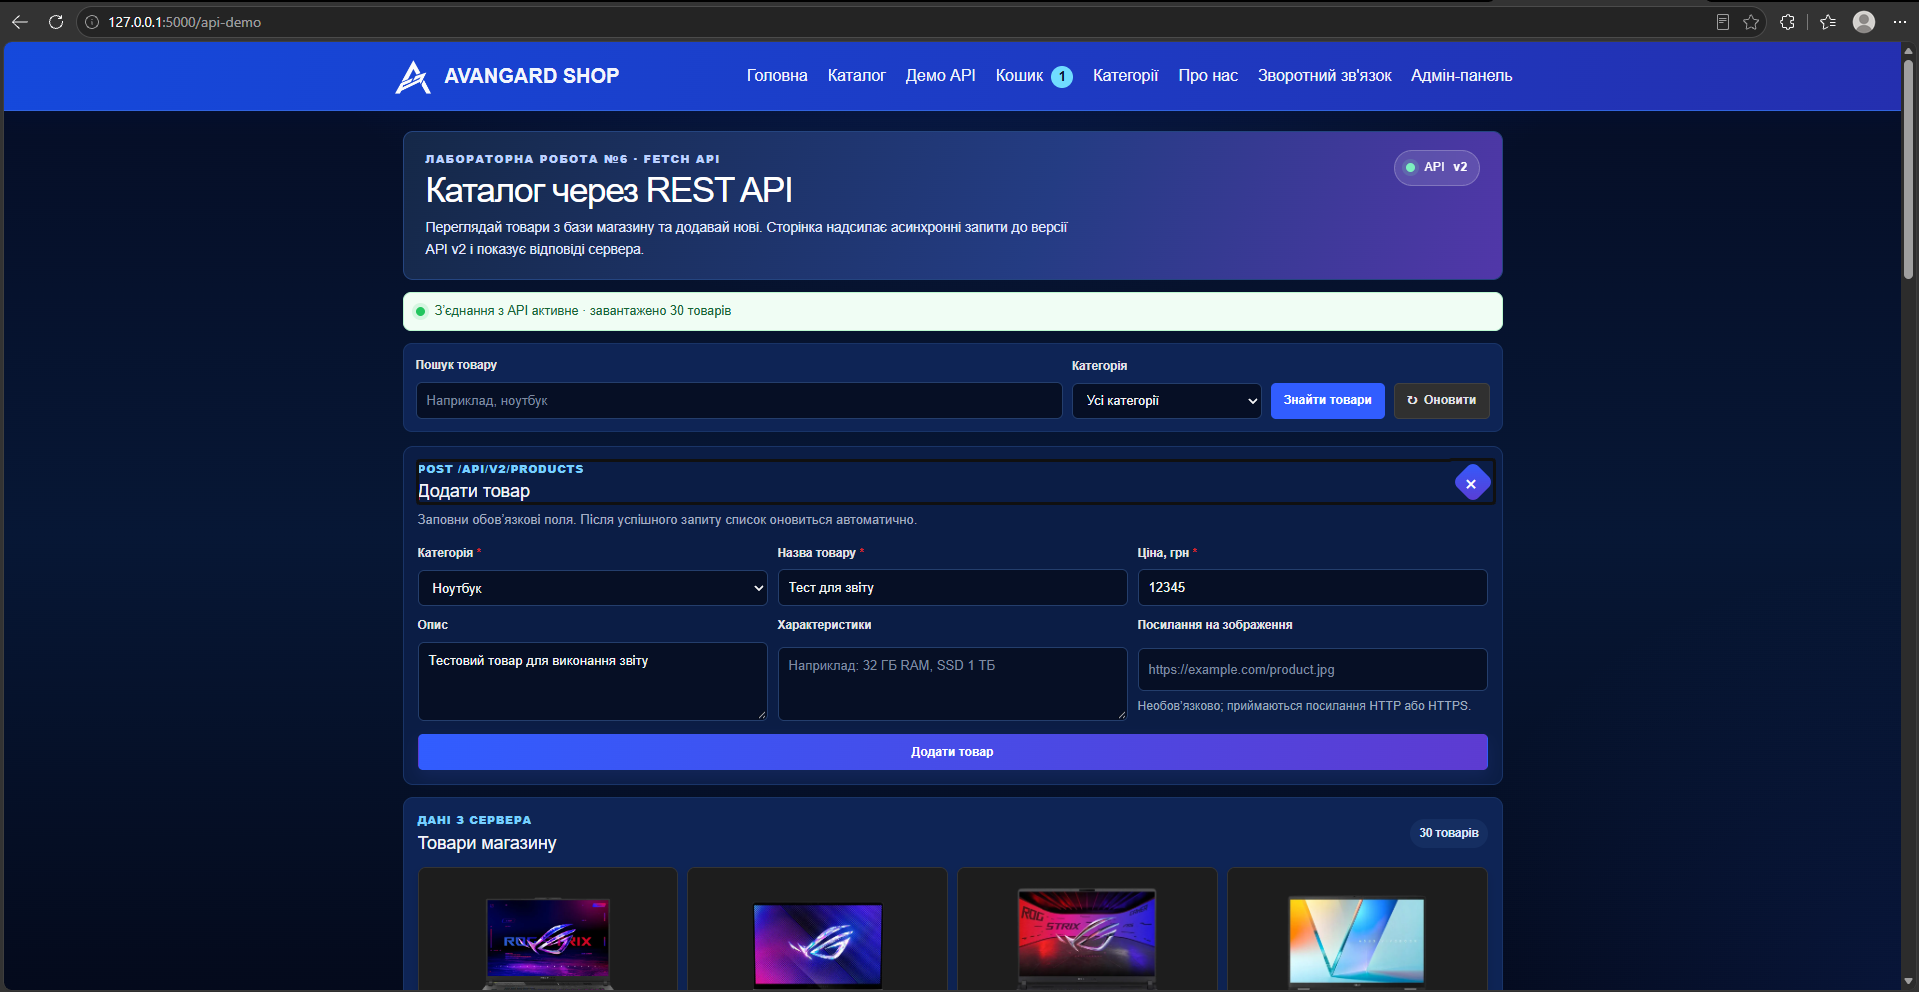 127.0.0.1:5000/api-demo
AVANGARD SHOP
Головна
Каталог
Демо API
Кошик 1
Категорії
Про нас
Зворотний зв'язок
Адмін-панель
ЛАБОРАТОРНА РОБОТА №6 · FETCH API
API v2
Каталог через REST API
Переглядай товари з бази магазину та додавай нові. Сторінка надсилає асинхронні запити до версії
API v2 і показує відповіді сервера.
З’єднання з API активне · завантажено 30 товарів
Пошук товару
Категорія
Наприклад, ноутбук
Усі категорії
Знайти товари
↻ Оновити
POST /API/V2/PRODUCTS
Додати товар
×
Заповни обов’язкові поля. Після успішного запиту список оновиться автоматично.
Категорія *
Назва товару *
Ціна, грн *
Ноутбук
Тест для звіту
12345
Опис
Характеристики
Посилання на зображення
Тестовий товар для виконання звіту
Наприклад: 32 ГБ RAM, SSD 1 ТБ
https://example.com/product.jpg
Необов’язково; приймаються посилання HTTP або HTTPS.
Додати товар
ДАНІ З СЕРВЕРА
Товари магазину
30 товарів
ROG STRIX